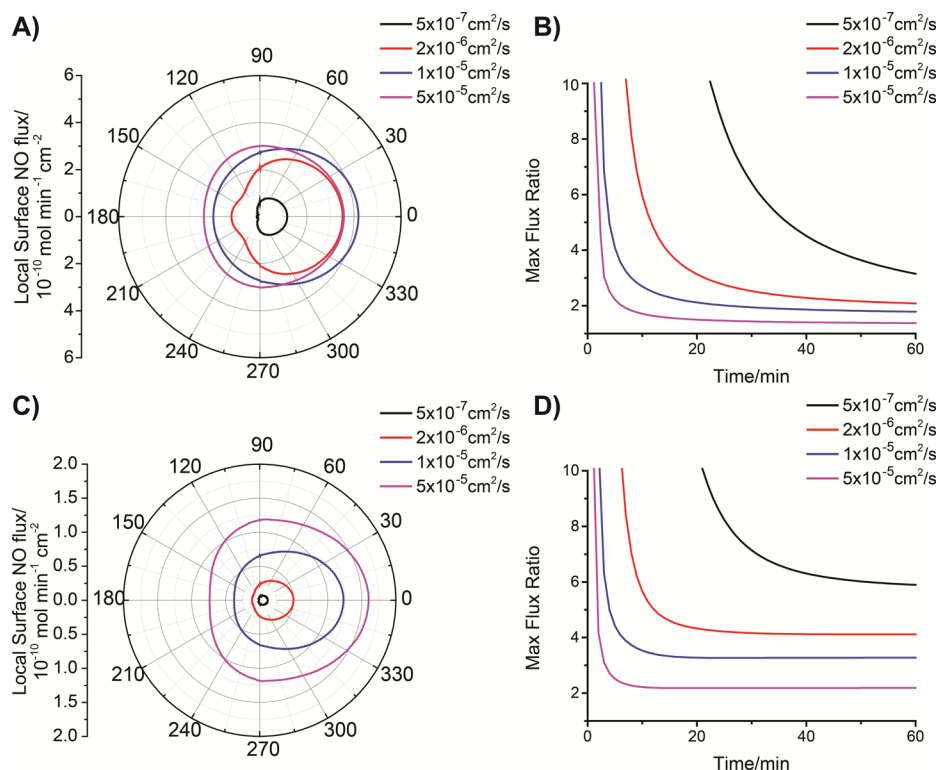 A)
5x10⁻⁷cm²/s
2x10⁻⁶cm²/s
1x10⁻⁵cm²/s
5x10⁻⁵cm²/s
Local Surface NO flux/
10⁻¹⁰ mol min⁻¹ cm⁻²
6
5
4
3
2
1
0
1
2
3
4
5
6
0
30
60
90
120
150
180
210
240
270
300
330
B)
5x10⁻⁷cm²/s
2x10⁻⁶cm²/s
1x10⁻⁵cm²/s
5x10⁻⁵cm²/s
Max Flux Ratio
10
8
6
4
2
0 20 40 60
Time/min
C)
5x10⁻⁷cm²/s
2x10⁻⁶cm²/s
1x10⁻⁵cm²/s
5x10⁻⁵cm²/s
Local Surface NO flux/
10⁻¹⁰ mol min⁻¹ cm⁻²
2.0
1.5
1.0
0.5
0.0
0.5
1.0
1.5
2.0
0
30
60
90
120
150
180
210
240
270
300
330
D)
5x10⁻⁷cm²/s
2x10⁻⁶cm²/s
1x10⁻⁵cm²/s
5x10⁻⁵cm²/s
Max Flux Ratio
10
8
6
4
2
0 20 40 60
Time/min